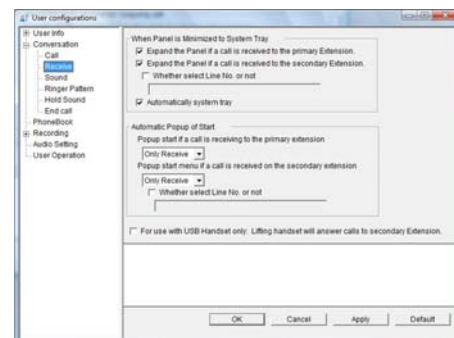 User configurations
User Info
Conversation
Call
Receive
Sound
Ringer Pattern
Hold Sound
End call
PhoneBook
Recording
Audio Setting
User Operation
When Panel is Minimized to System Tray
Expand the Panel if a call is received to the primary Extension.
Expand the Panel if a call is received to the secondary Extension.
Whether select Line No. or not
Automatically system tray
Automatic Popup of Start
Popup start if a call is receiving to the primary extension
Only Receive
Popup start menu if a call is received on the secondary extension
Only Receive
Whether select Line No. or not
For use with USB Handset only: Lifting handset will answer calls to secondary Extension.
OK
Cancel
Apply
Default